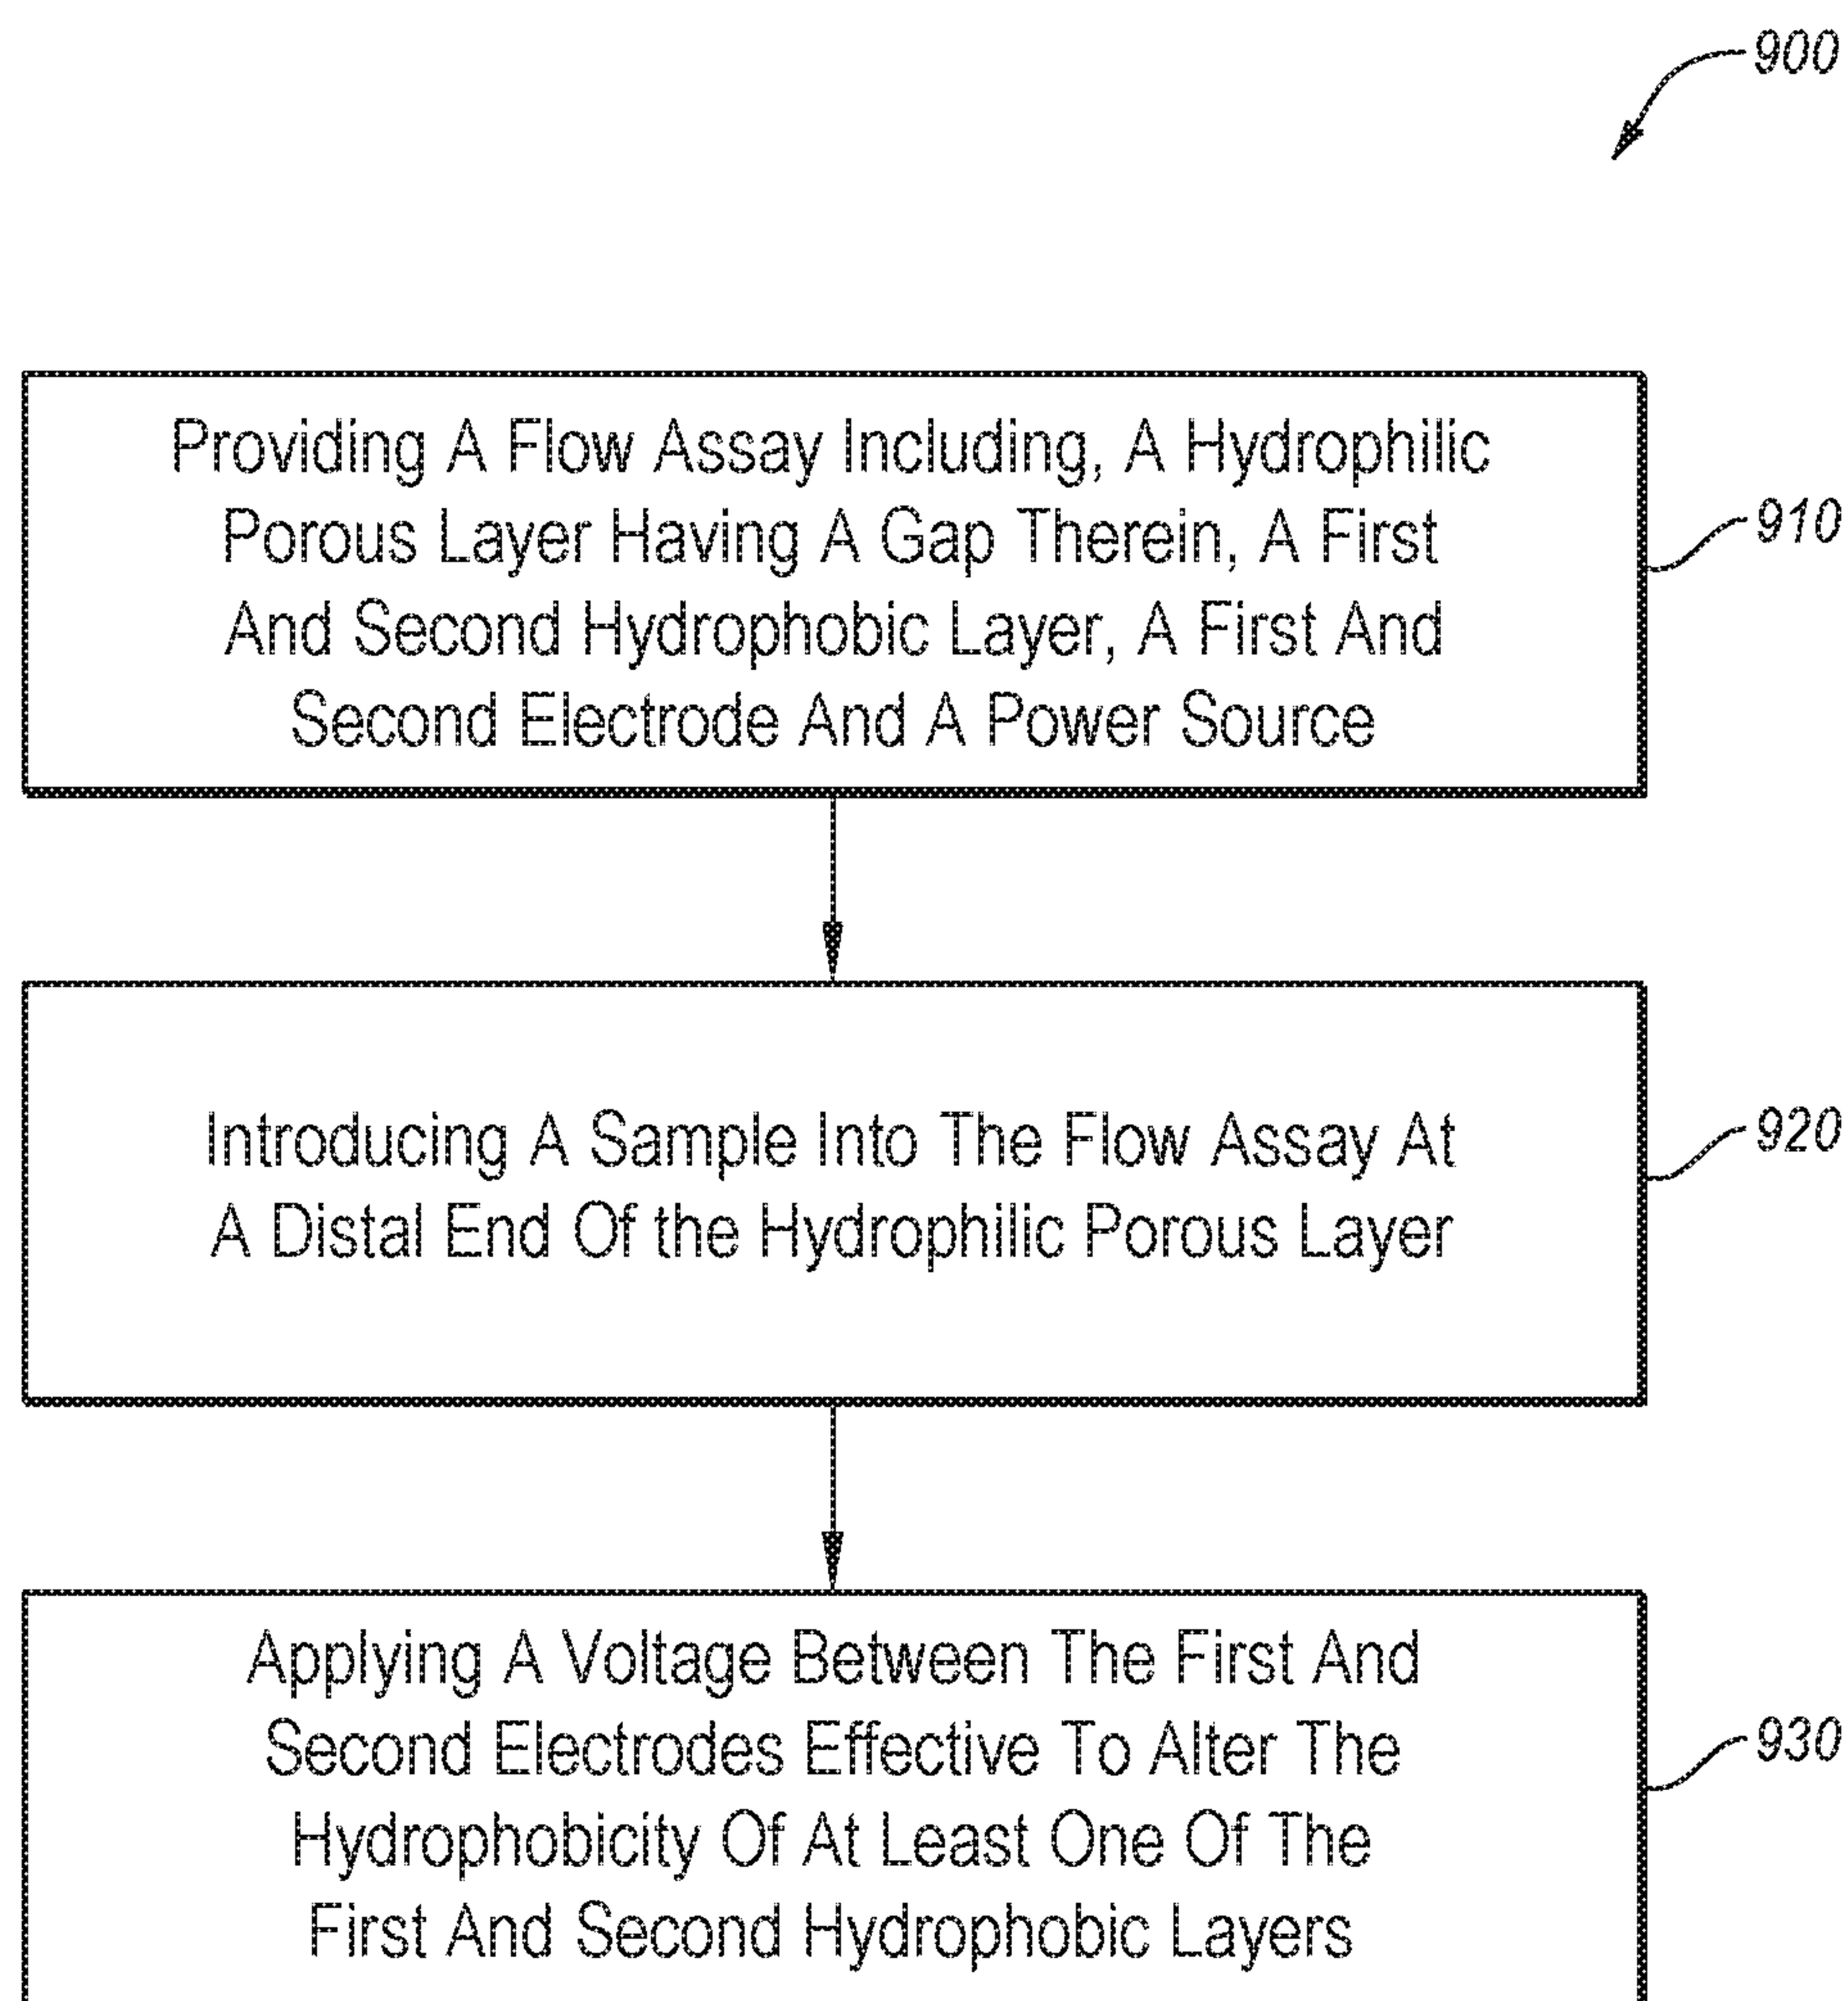 900
Providing A Flow Assay Including, A Hydrophilic
Porous Layer Having A Gap Therein, A First
And Second Hydrophobic Layer, A First And
Second Electrode And A Power Source
910
Introducing A Sample Into The Flow Assay At
A Distal End Of the Hydrophilic Porous Layer
920
Applying A Voltage Between The First And
Second Electrodes Effective To Alter The
Hydrophobicity Of At Least One Of The
First And Second Hydrophobic Layers
930